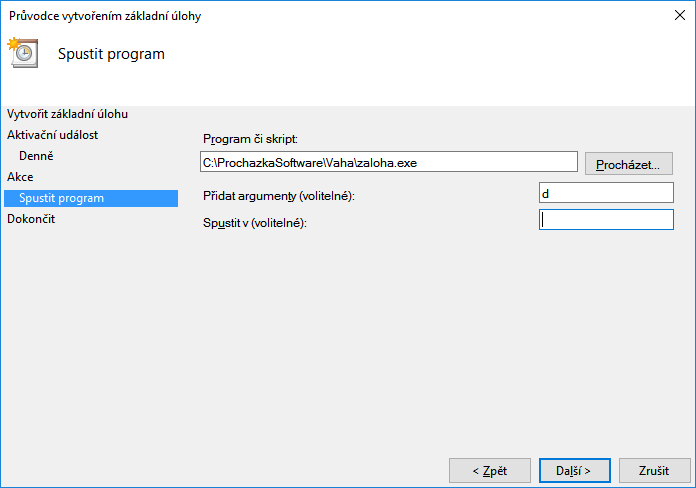 Průvodce vytvořením základní úlohy
Spustit program
Vytvořit základní úlohu
Aktivační událost
Denně
Akce
Spustit program
Dokončit
Program či skript:
C:\ProchazkaSoftware\Vaha\zaloha.exe
Procházet...
Přidat argumenty (volitelné):
d
Spustit v (volitelné):
< Zpět
Další >
Zrušit